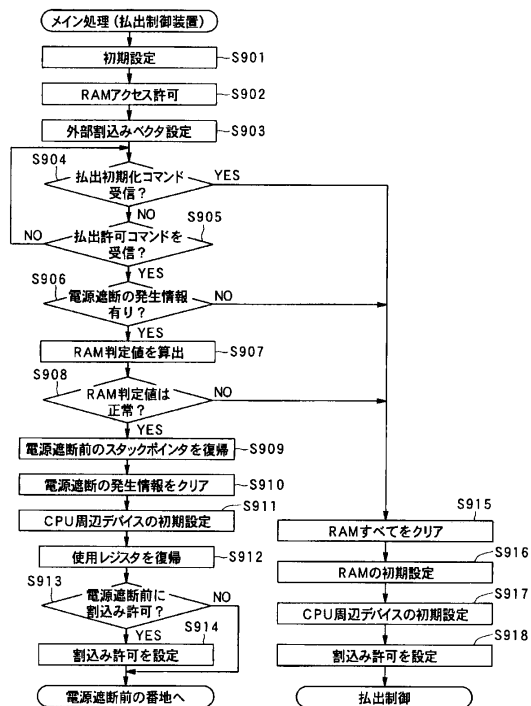 メイン処理(払出制御装置)
初期設定
S901
RAMアクセス許可
S902
外部割込みベクタ設定
S903
S904
払出初期化コマンド
受信?
YES
NO
S905
払出許可コマンドを
受信?
NO
YES
S906
電源遮断の発生情報
有り?
NO
YES
RAM判定値を算出
S907
S908
RAM判定値は
正常?
NO
YES
電源遮断前のスタックポインタを復帰
S909
電源遮断の発生情報をクリア
S910
S911
CPU周辺デバイスの初期設定
使用レジスタを復帰
S912
S913
電源遮断前に
割込み許可?
NO
YES
S914
割込み許可を設定
電源遮断前の番地へ
S915
RAMすべてをクリア
S916
RAMの初期設定
S917
CPU周辺デバイスの初期設定
S918
割込み許可を設定
払出制御